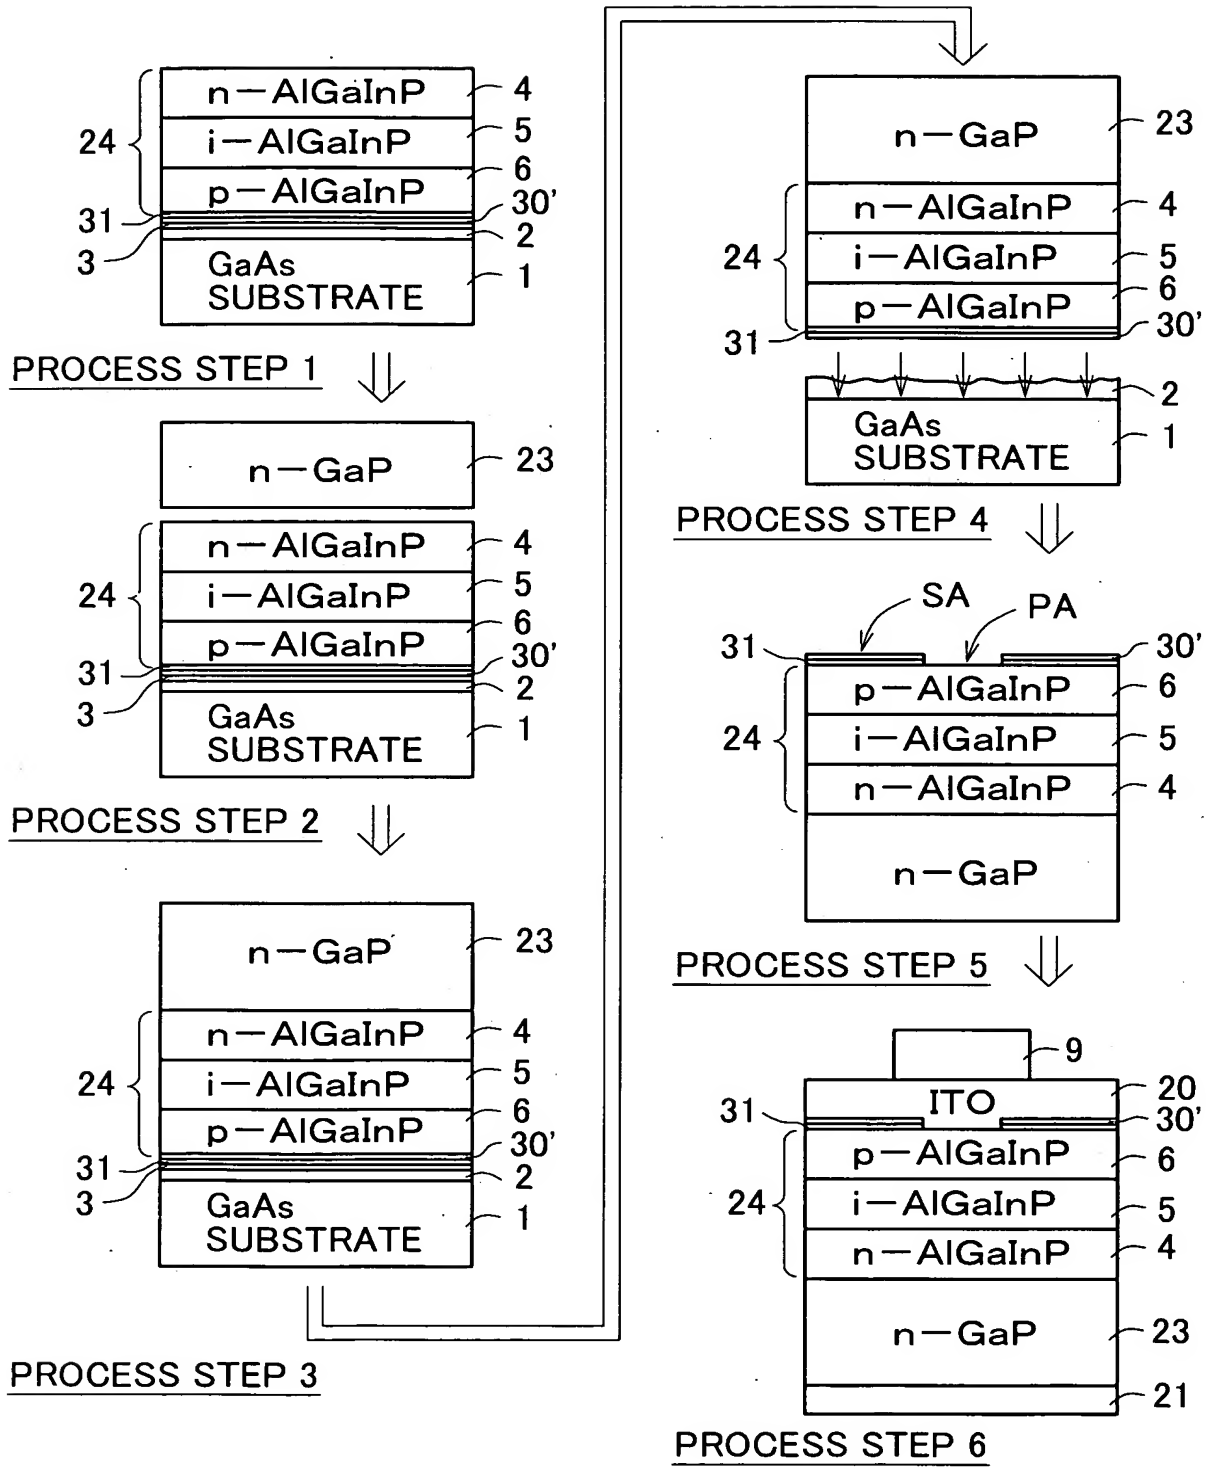 n-AlGaInP 4
24 i-AlGaInP 5
p-AlGaInP 6
31 30'
3 2
GaAs
SUBSTRATE 1
PROCESS STEP 1
n-GaP 23
n-AlGaInP 4
24 i-AlGaInP 5
p-AlGaInP 6
31 30'
3 2
GaAs
SUBSTRATE 1
PROCESS STEP 2
n-GaP 23
n-AlGaInP 4
24 i-AlGaInP 5
p-AlGaInP 6
31 30'
3 2
GaAs
SUBSTRATE 1
PROCESS STEP 3
n-GaP 23
n-AlGaInP 4
24 i-AlGaInP 5
p-AlGaInP 6
31 30'
2
GaAs
SUBSTRATE 1
PROCESS STEP 4
SA PA
31 30'
p-AlGaInP 6
24 i-AlGaInP 5
n-AlGaInP 4
n-GaP
PROCESS STEP 5
9
ITO 20
31 30'
p-AlGaInP 6
24 i-AlGaInP 5
n-AlGaInP 4
n-GaP 23
21
PROCESS STEP 6